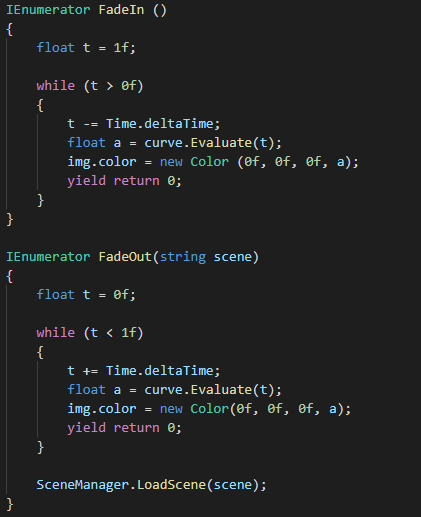 IEnumerator FadeIn ()
{
    float t = 1f;
    while (t > 0f)
    {
        t -= Time.deltaTime;
        float a = curve.Evaluate(t);
        img.color = new Color (0f, 0f, 0f, a);
        yield return 0;
    }
}
IEnumerator FadeOut(string scene)
{
    float t = 0f;
    while (t < 1f)
    {
        t += Time.deltaTime;
        float a = curve.Evaluate(t);
        img.color = new Color(0f, 0f, 0f, a);
        yield return 0;
    }
    SceneManager.LoadScene(scene);
}